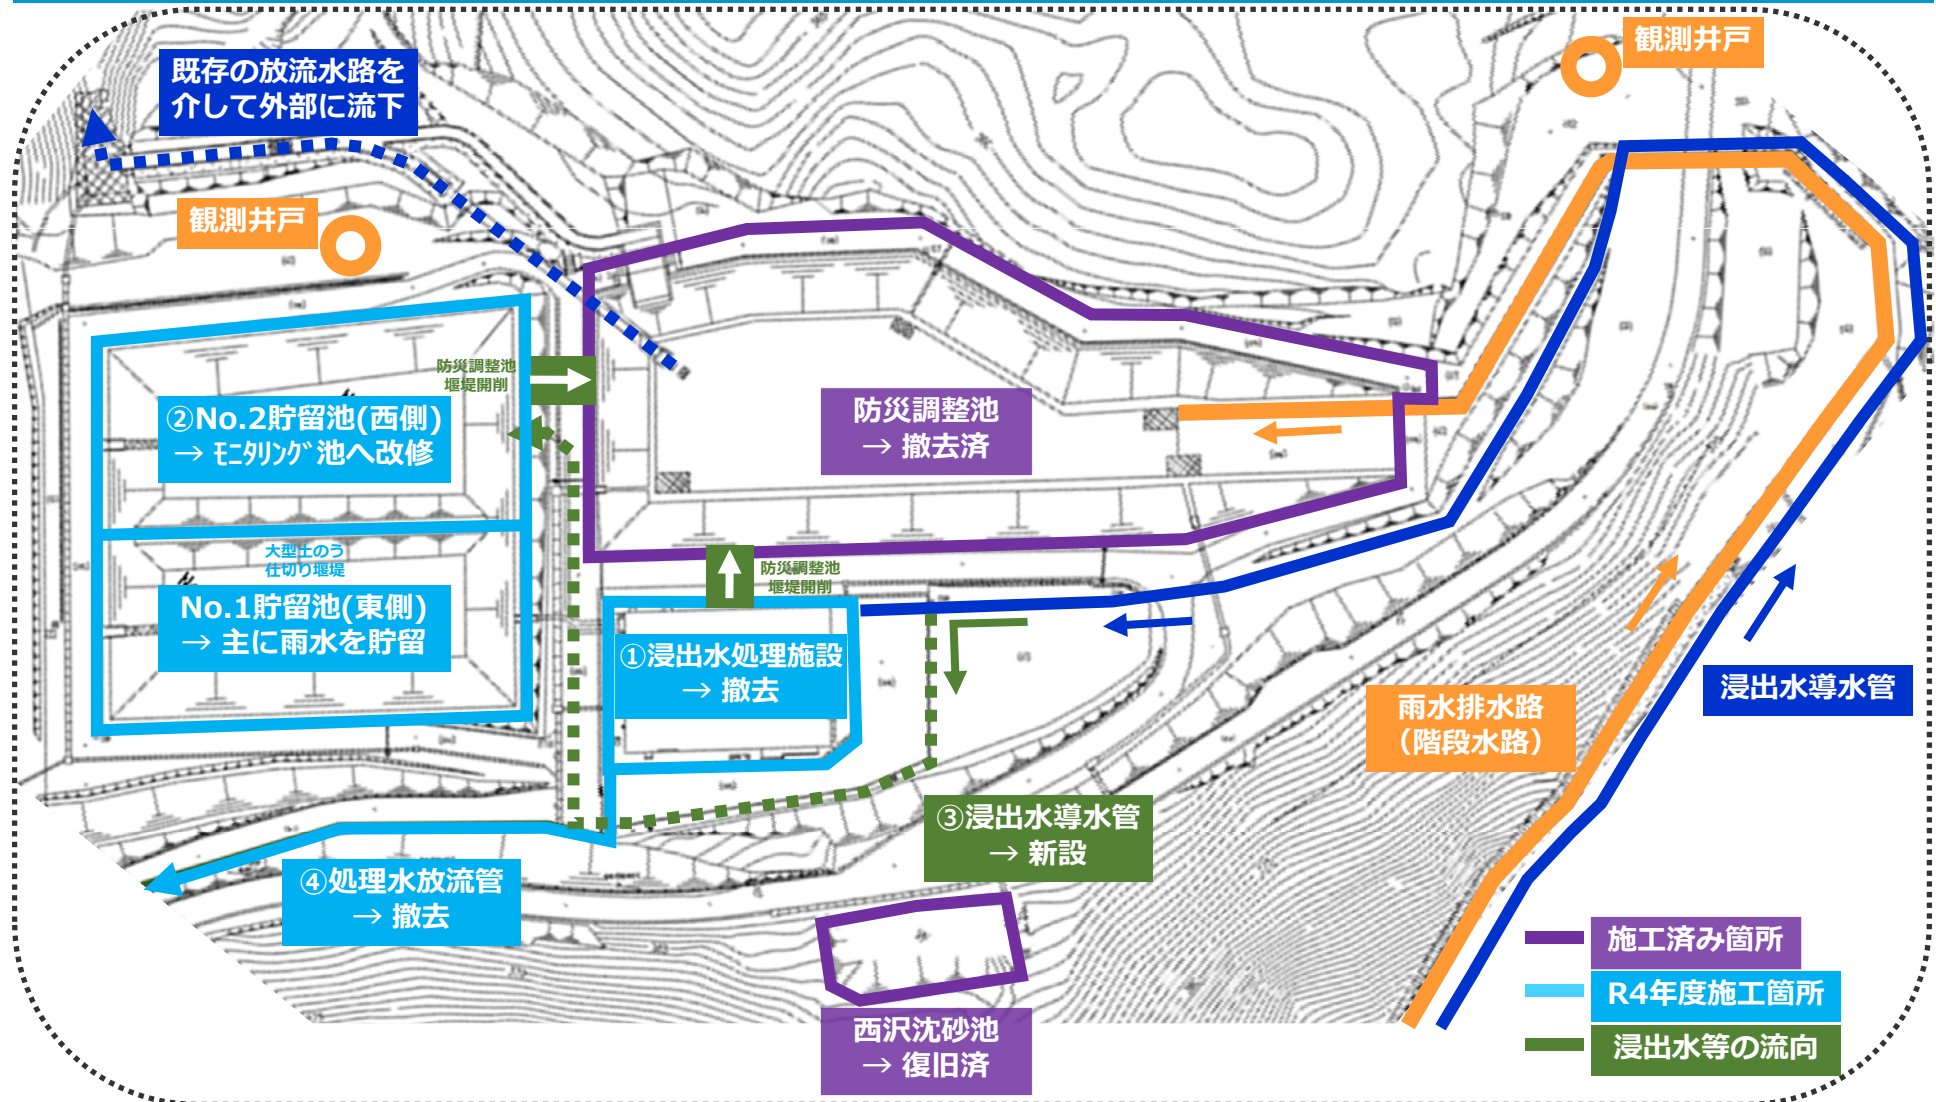 既存の放流水路を
介して外部に流下
観測井戸
観測井戸
防災調整池
堰堤開削
②No.2貯留池(西側)
→ ﾓﾆﾀﾘﾝｸﾞ池へ改修
防災調整池
→ 撤去済
大型土のう
仕切り堰堤
No.1貯留池(東側)
→ 主に雨水を貯留
防災調整池
堰堤開削
①浸出水処理施設
→ 撤去
雨水排水路
（階段水路）
浸出水導水管
③浸出水導水管
→ 新設
④処理水放流管
→ 撤去
西沢沈砂池
→ 復旧済
施工済み箇所
R4年度施工箇所
浸出水等の流向